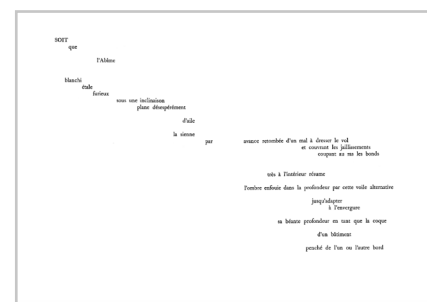 SOIT
que
l'Abîme
blanchi
étale
furieux
sous une inclinaison
plane désespérément
d'aile
la sienne
par
avance retombée d'un mal à dresser le vol
et couvrant les jaillissements
coupant au ras les bonds
très à l'intérieur résume
l'ombre enfouie dans la profondeur par cette voile alternative
jusqu'adapter
à l'envergure
sa béante profondeur en tant que la coque
d'un bâtiment
penché de l'un ou l'autre bord